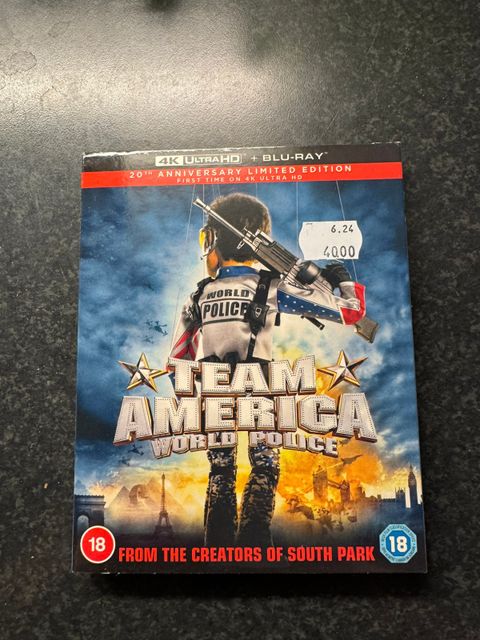 4K ULTRA HD + BLU-RAY™
20TH ANNIVERSARY LIMITED EDITION
FIRST TIME ON 4K ULTRA HD
6.24
4000
WORLD
POLICE
TEAM
AMERICA
WORLD POLICE
18
FROM THE CREATORS OF SOUTH PARK
18